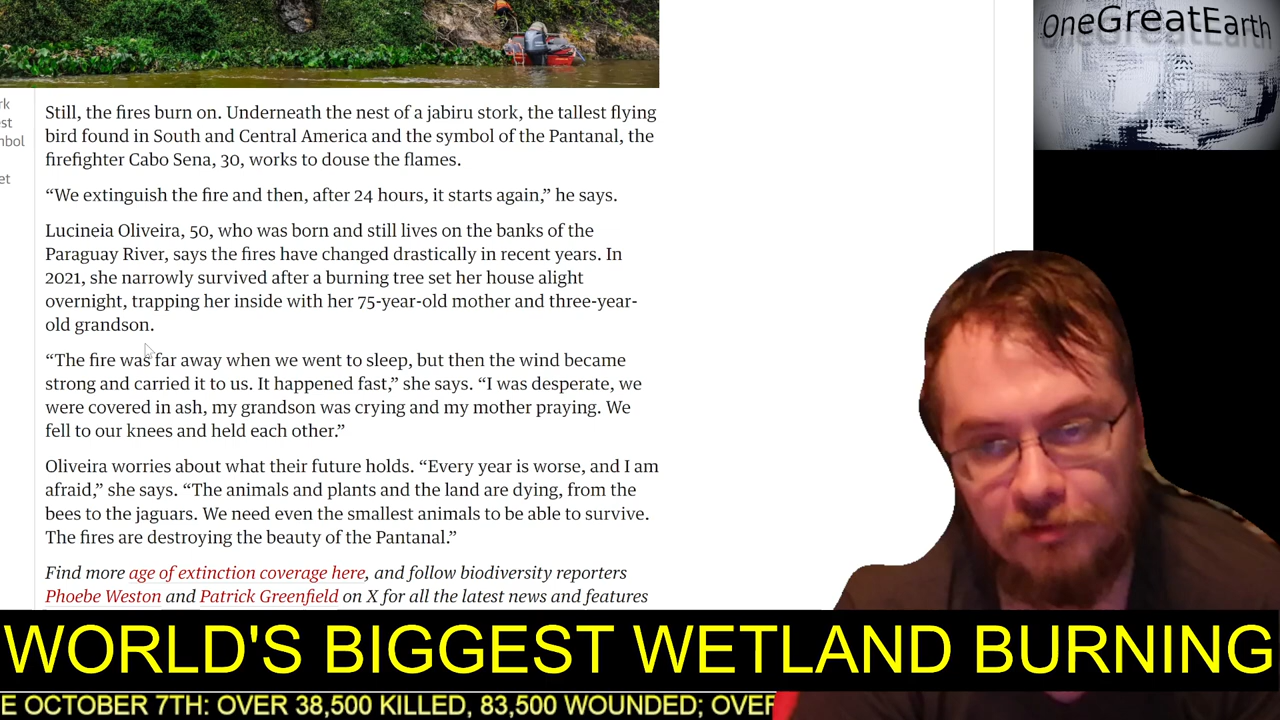 OneGreatEarth
rk
est
mbol
et
Still, the fires burn on. Underneath the nest of a jabiru stork, the tallest flying
bird found in South and Central America and the symbol of the Pantanal, the
firefighter Cabo Sena, 30, works to douse the flames.
“We extinguish the fire and then, after 24 hours, it starts again,” he says.
Lucineia Oliveira, 50, who was born and still lives on the banks of the
Paraguay River, says the fires have changed drastically in recent years. In
2021, she narrowly survived after a burning tree set her house alight
overnight, trapping her inside with her 75-year-old mother and three-year-
old grandson.
“The fire was far away when we went to sleep, but then the wind became
strong and carried it to us. It happened fast,” she says. “I was desperate, we
were covered in ash, my grandson was crying and my mother praying. We
fell to our knees and held each other.”
Oliveira worries about what their future holds. “Every year is worse, and I am
afraid,” she says. “The animals and plants and the land are dying, from the
bees to the jaguars. We need even the smallest animals to be able to survive.
The fires are destroying the beauty of the Pantanal.”
Find more age of extinction coverage here, and follow biodiversity reporters
Phoebe Weston and Patrick Greenfield on X for all the latest news and features
WORLD'S BIGGEST WETLAND BURNING
E OCTOBER 7TH: OVER 38,500 KILLED, 83,500 WOUNDED; OVER